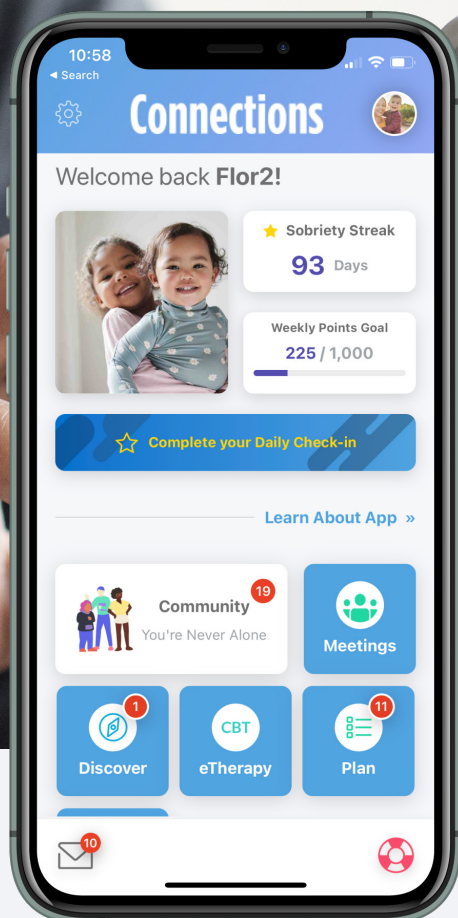 10:58
◀ Search
Connections
Welcome back Flor2!
Sobriety Streak
93 Days
Weekly Points Goal
225 / 1,000
Complete your Daily Check-in
Learn About App »
19
Community
You're Never Alone
Meetings
1
Discover
CBT
eTherapy
11
Plan
10